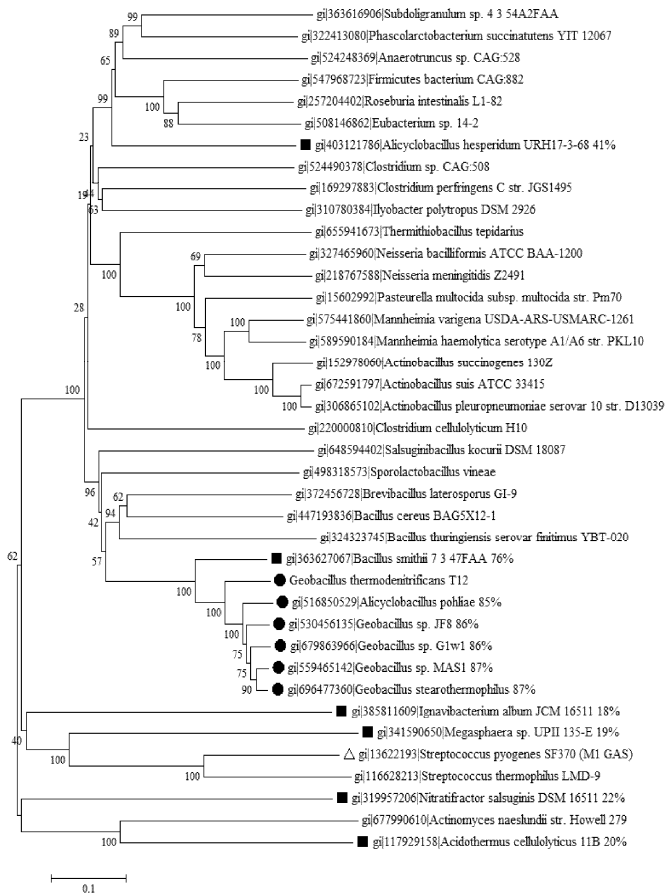 gi|363616906|Subdoligranulum sp. 4 3 54A2FAA
gi|322413080|Phascolarctobacterium succinatutens YIT 12067
gi|524248369|Anaerotruncus sp. CAG:528
gi|547968723|Firmicutes bacterium CAG:882
gi|257204402|Roseburia intestinalis L1-82
gi|508146862|Eubacterium sp. 14-2
gi|403121786|Alicyclobacillus hesperidum URH17-3-68 41%
gi|524490378|Clostridium sp. CAG:508
gi|169297883|Clostridium perfringens C str. JGS1495
gi|310780384|Ilyobacter polytropus DSM 2926
gi|655941673|Thermithiobacillus tepidarius
gi|327465960|Neisseria bacilliformis ATCC BAA-1200
gi|218767588|Neisseria meningitidis Z2491
gi|15602992|Pasteurella multocida subsp. multocida str. Pm70
gi|575441860|Mannheimia varigena USDA-ARS-USMARC-1261
gi|589590184|Mannheimia haemolytica serotype A1/A6 str. PKL10
gi|152978060|Actinobacillus succinogenes 130Z
gi|672591797|Actinobacillus suis ATCC 33415
gi|306865102|Actinobacillus pleuropneumoniae serovar 10 str. D13039
gi|220000810|Clostridium cellulolyticum H10
gi|648594402|Salsuginibacillus kocurii DSM 18087
gi|498318573|Sporolactobacillus vineae
gi|372456728|Brevibacillus laterosporus GI-9
gi|447193836|Bacillus cereus BAG5X12-1
gi|324323745|Bacillus thuringiensis serovar finitimus YBT-020
gi|363627067|Bacillus smithii 7 3 47FAA 76%
Geobacillus thermodenitrificans T12
gi|516850529|Alicyclobacillus pohliae 85%
gi|530456135|Geobacillus sp. JF8 86%
gi|679863966|Geobacillus sp. G1w1 86%
gi|559465142|Geobacillus sp. MAS1 87%
gi|696477360|Geobacillus stearothermophilus 87%
gi|385811609|Ignavibacterium album JCM 16511 18%
gi|341590650|Megasphaera sp. UPII 135-E 19%
gi|13622193|Streptococcus pyogenes SF370 (M1 GAS)
gi|116628213|Streptococcus thermophilus LMD-9
gi|319957206|Nitratifractor salsuginis DSM 16511 22%
gi|677990610|Actinomyces naeslundii str. Howell 279
gi|117929158|Acidothermus cellulolyticus 11B 20%
99
89
65
100
88
99
23
19
44
63
100
69
100
78
100
100
100
28
100
96
42
94
62
57
100
100
100
75
75
90
62
40
100
100
100
0.1